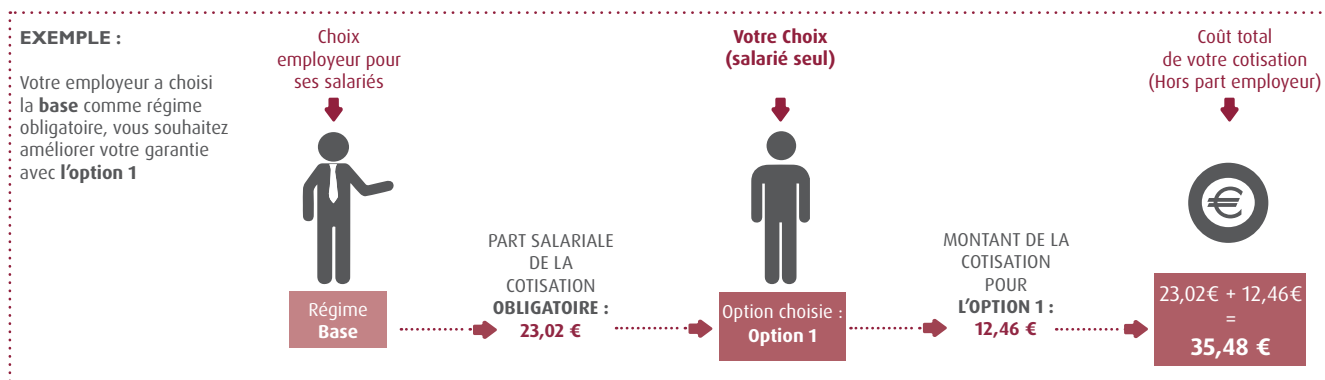 EXEMPLE :
Votre employeur a choisi
la base comme régime
obligatoire, vous souhaitez
améliorer votre garantie
avec l'option 1
Choix
employeur pour
ses salariés
Régime
Base
PART SALARIALE
DE LA
COTISATION
OBLIGATOIRE :
23,02 €
Votre Choix
(salarié seul)
Option choisie :
Option 1
MONTANT DE LA
COTISATION
POUR
L'OPTION 1 :
12,46 €
Coût total
de votre cotisation
(Hors part employeur)
€
23,02€ + 12,46€
=
35,48 €